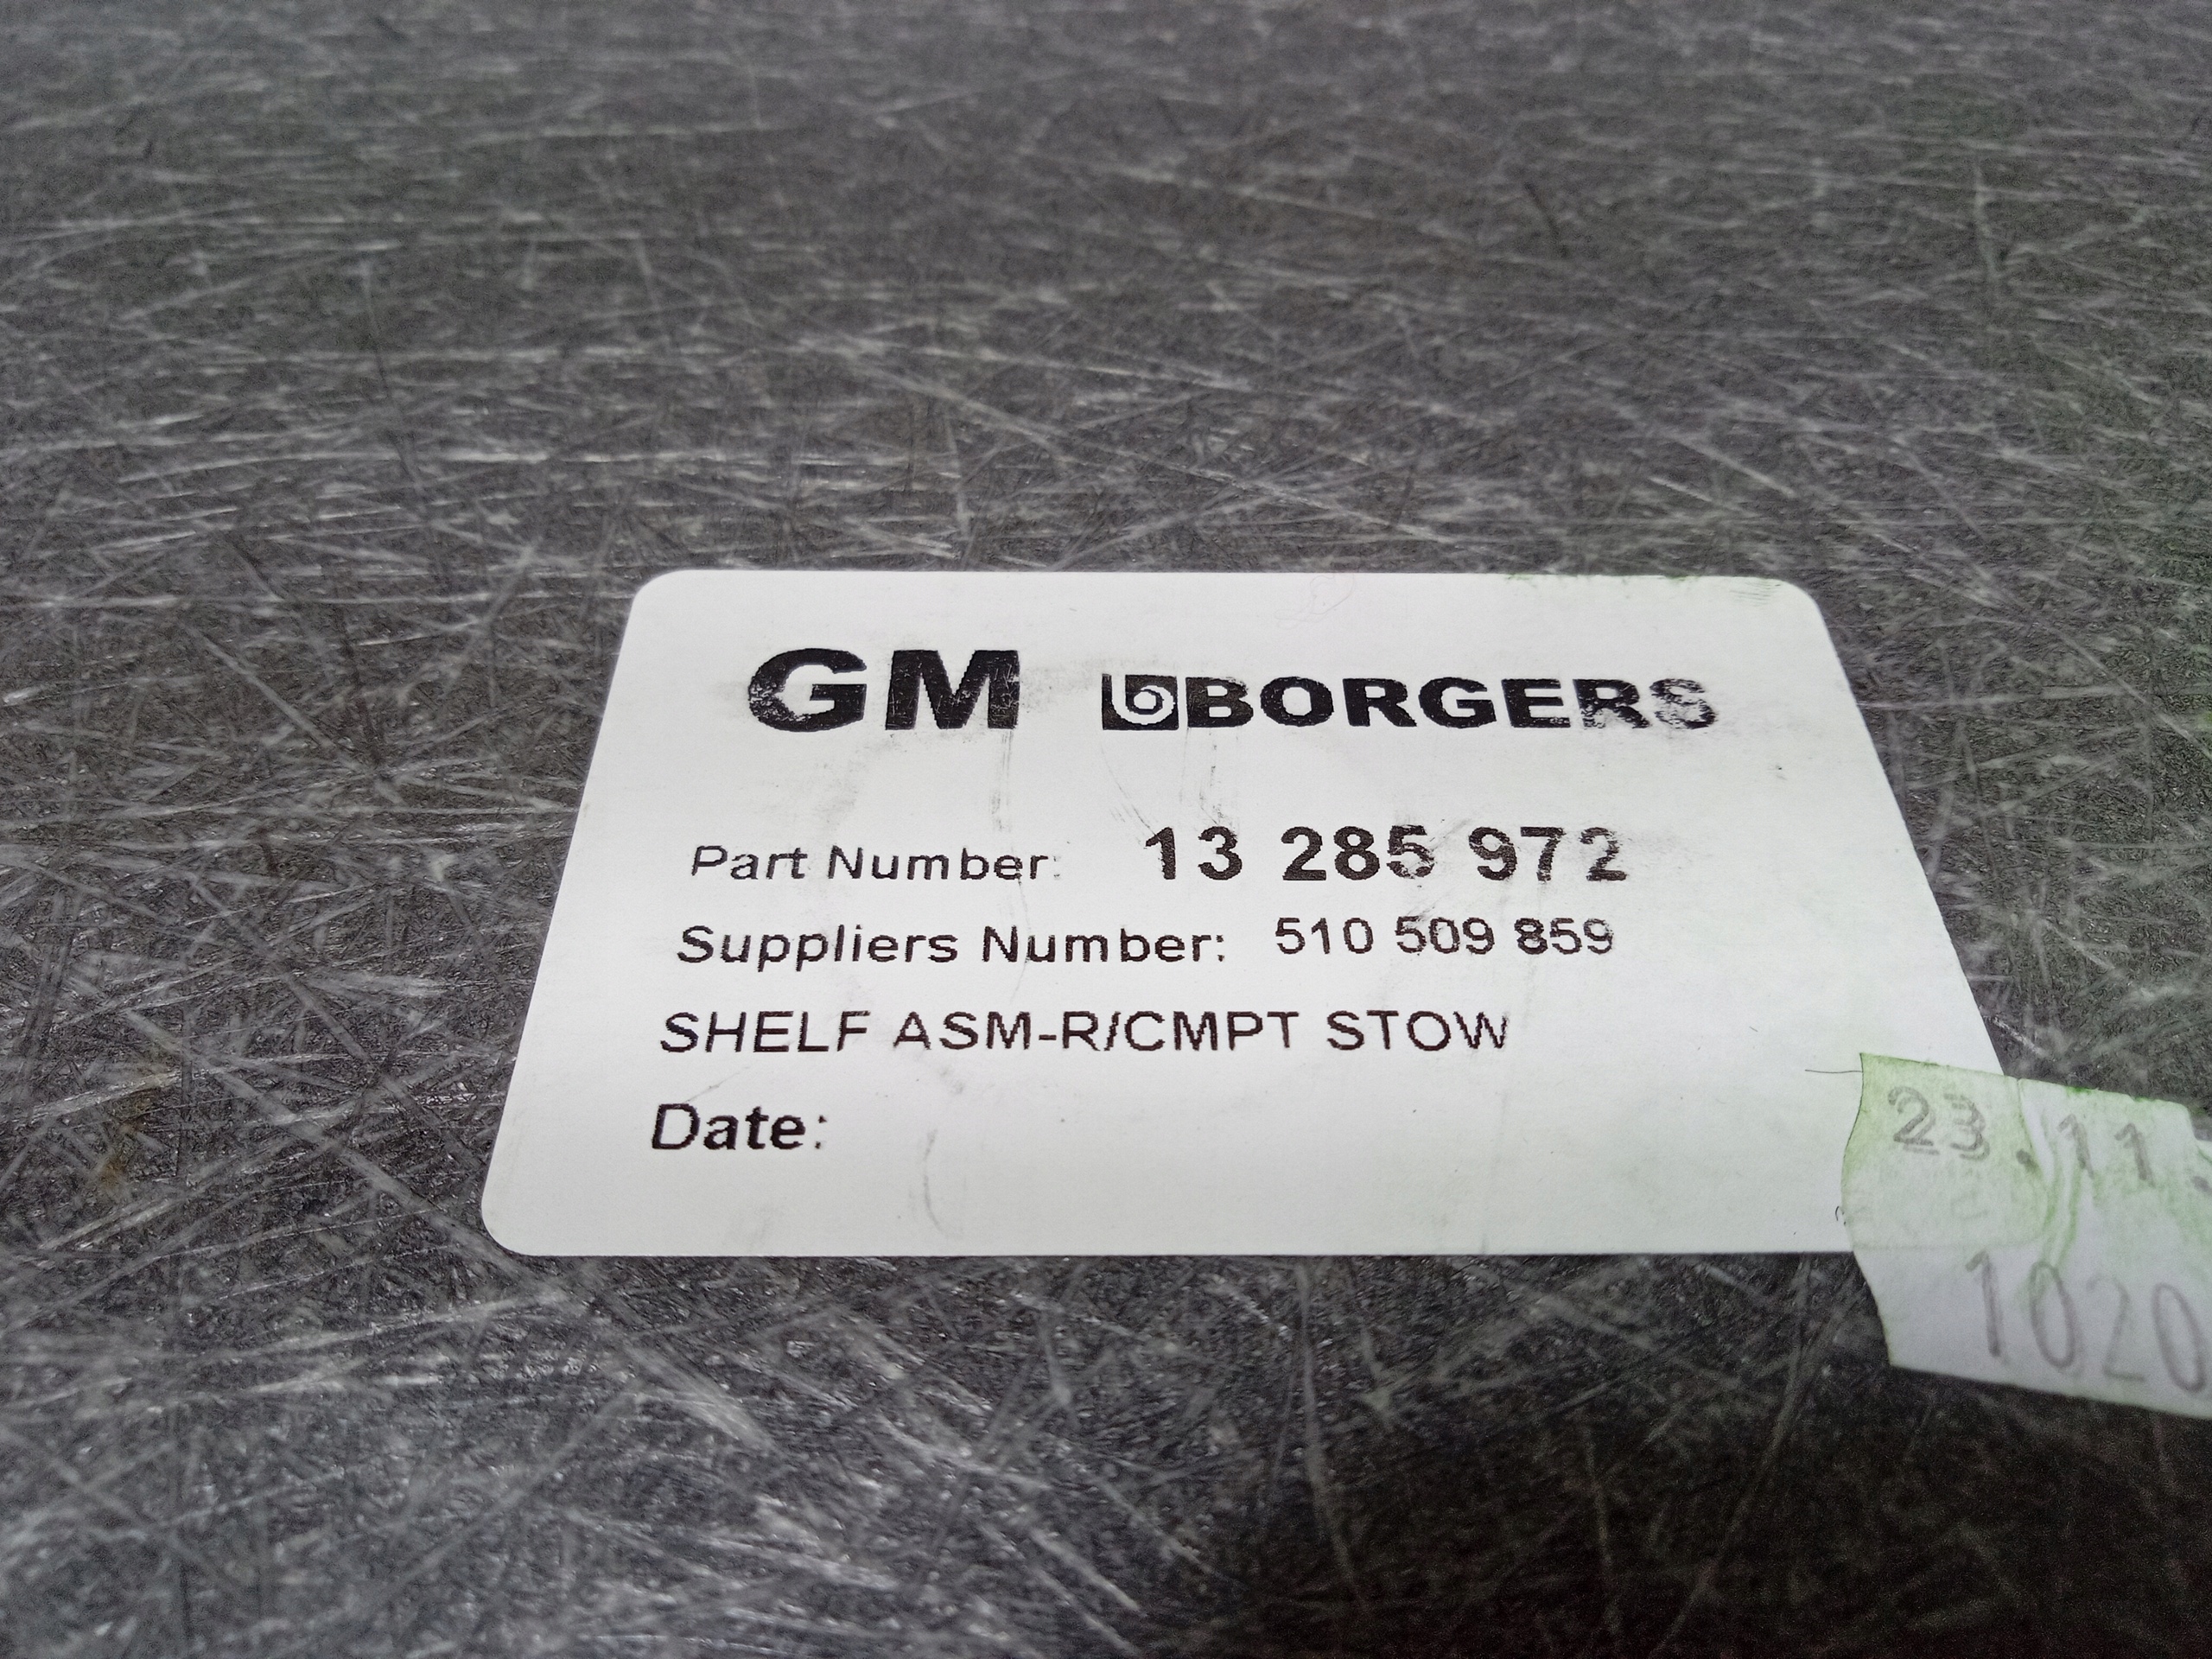 GM BORGERS
Part Number: 13 285 972
Suppliers Number: 510 509 859
SHELF ASM-R/CMPT STOW
Date:
23.11.
1020